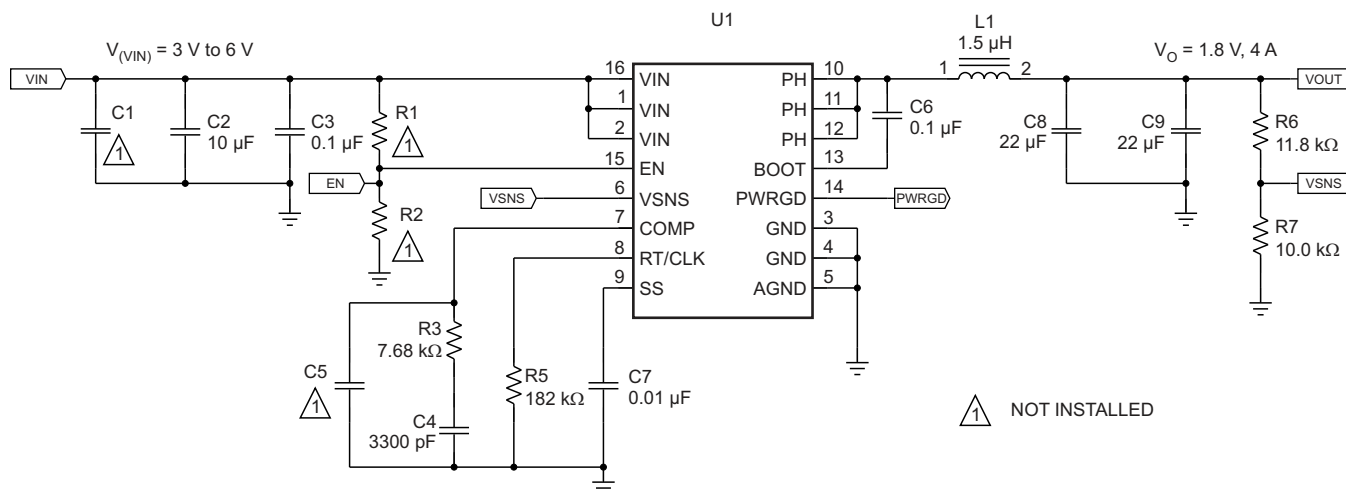 U1
L1
1.5 µH
V(VIN) = 3 V to 6 V
VO = 1.8 V, 4 A
VIN
16
VIN
PH
10
1
2
VOUT
1
VIN
PH
11
2
VIN
PH
12
15
EN
BOOT
13
6
VSNS
PWRGD
14
7
COMP
GND
3
8
RT/CLK
GND
4
9
SS
AGND
5
C1
1
C2
10 µF
C3
0.1 µF
R1
1
EN
R2
1
VSNS
PWRGD
C6
0.1 µF
C8
22 µF
C9
22 µF
R6
11.8 kΩ
VSNS
R7
10.0 kΩ
C5
1
R3
7.68 kΩ
C4
3300 pF
R5
182 kΩ
C7
0.01 µF
1
NOT INSTALLED